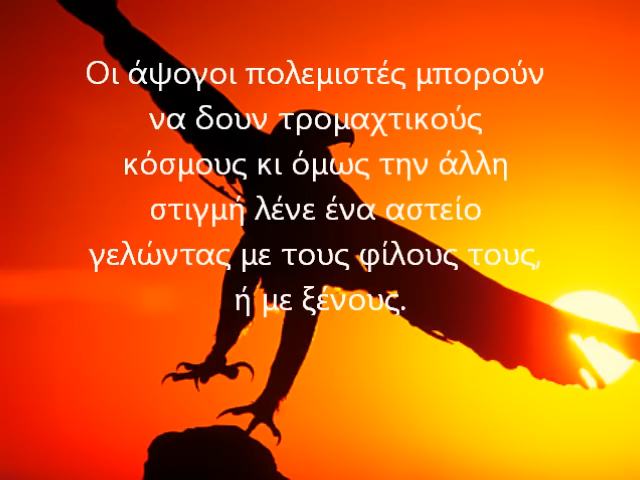 Οι άψογοι πολεμιστές μπορούν
να δουν τρομαχτικούς
κόσμους κι όμως την άλλη
στιγμή λένε ένα αστείο
γελώντας με τους φίλους τους,
ή με ξένους.